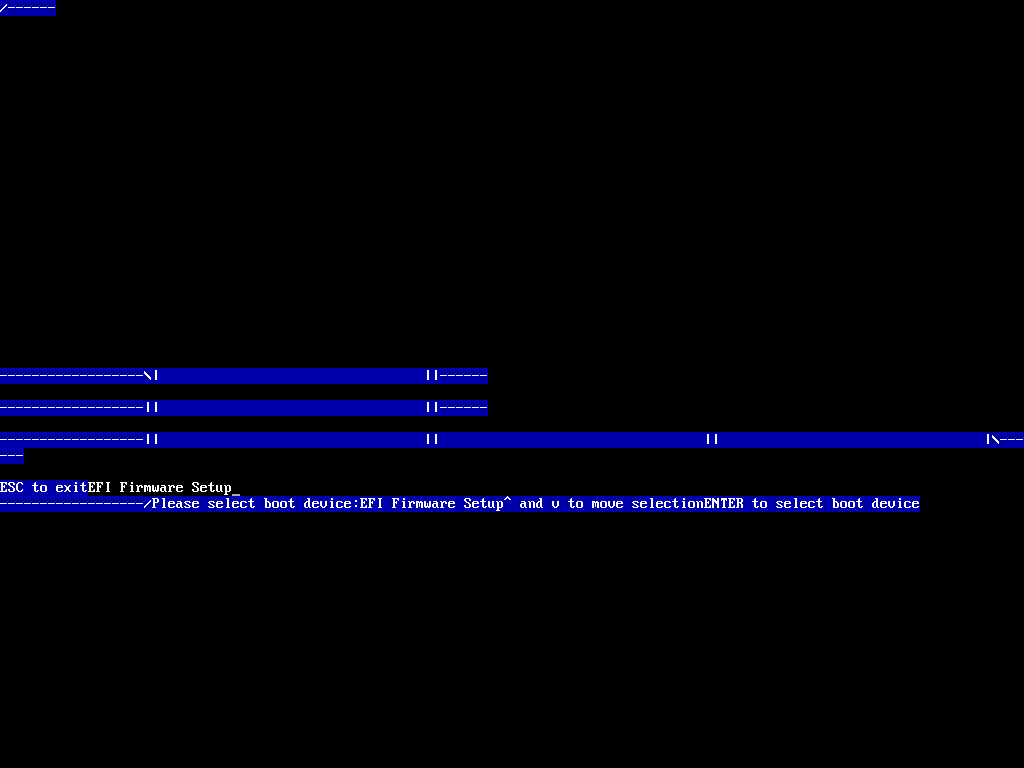 /------
------------------\| ||------
------------------|| ||------
------------------|| || || |\---
---
ESC to exitEFI Firmware Setup_
------------------/Please select boot device:EFI Firmware Setup^ and v to move selectionENTER to select boot device